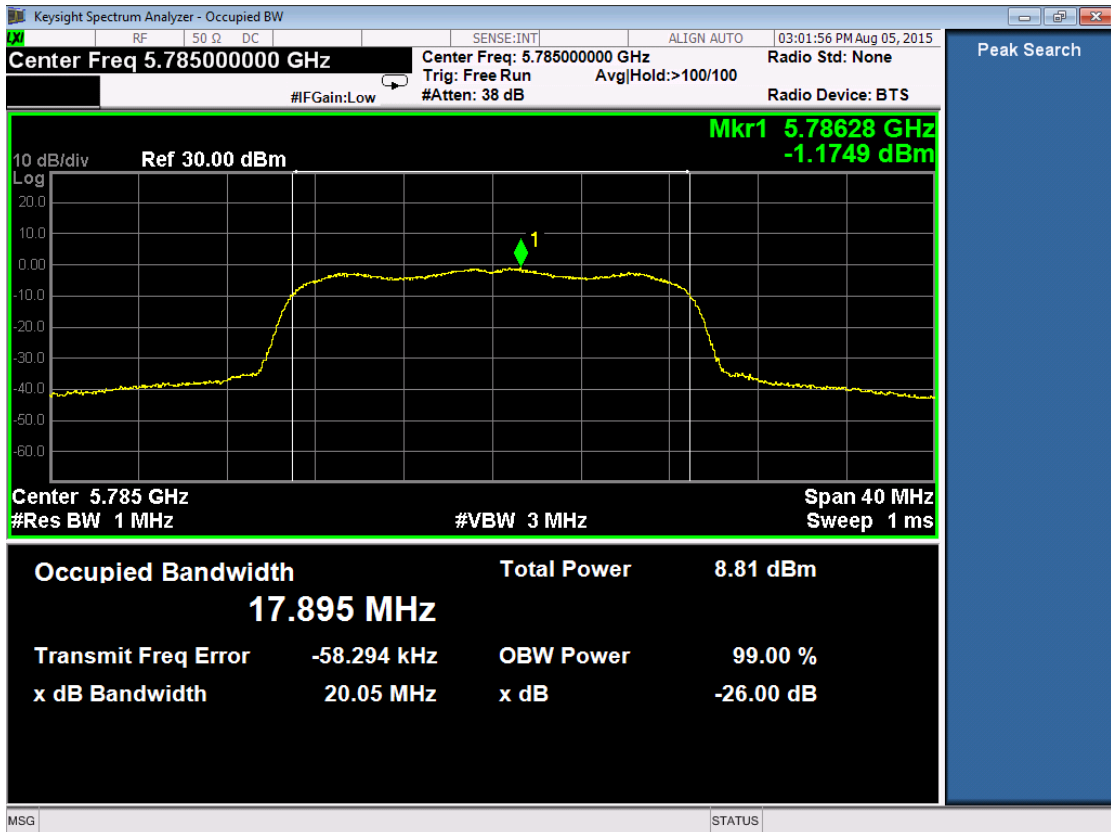 Keysight Spectrum Analyzer - Occupied BW
LXI RF 50 Ω DC SENSE:INT ALIGN AUTO 03:01:56 PM Aug 05, 2015
Center Freq 5.785000000 GHz
Center Freq: 5.785000000 GHz Radio Std: None
Trig: Free Run Avg|Hold:>100/100
#IFGain:Low #Atten: 38 dB Radio Device: BTS
Peak Search
Mkr1 5.78628 GHz
-1.1749 dBm
10 dB/div Ref 30.00 dBm
Log
20.0
10.0
1
0.00
-10.0
-20.0
-30.0
-40.0
-50.0
-60.0
Center 5.785 GHz Span 40 MHz
#Res BW 1 MHz #VBW 3 MHz Sweep 1 ms
Occupied Bandwidth Total Power 8.81 dBm
17.895 MHz
Transmit Freq Error -58.294 kHz OBW Power 99.00 %
x dB Bandwidth 20.05 MHz x dB -26.00 dB
MSG STATUS